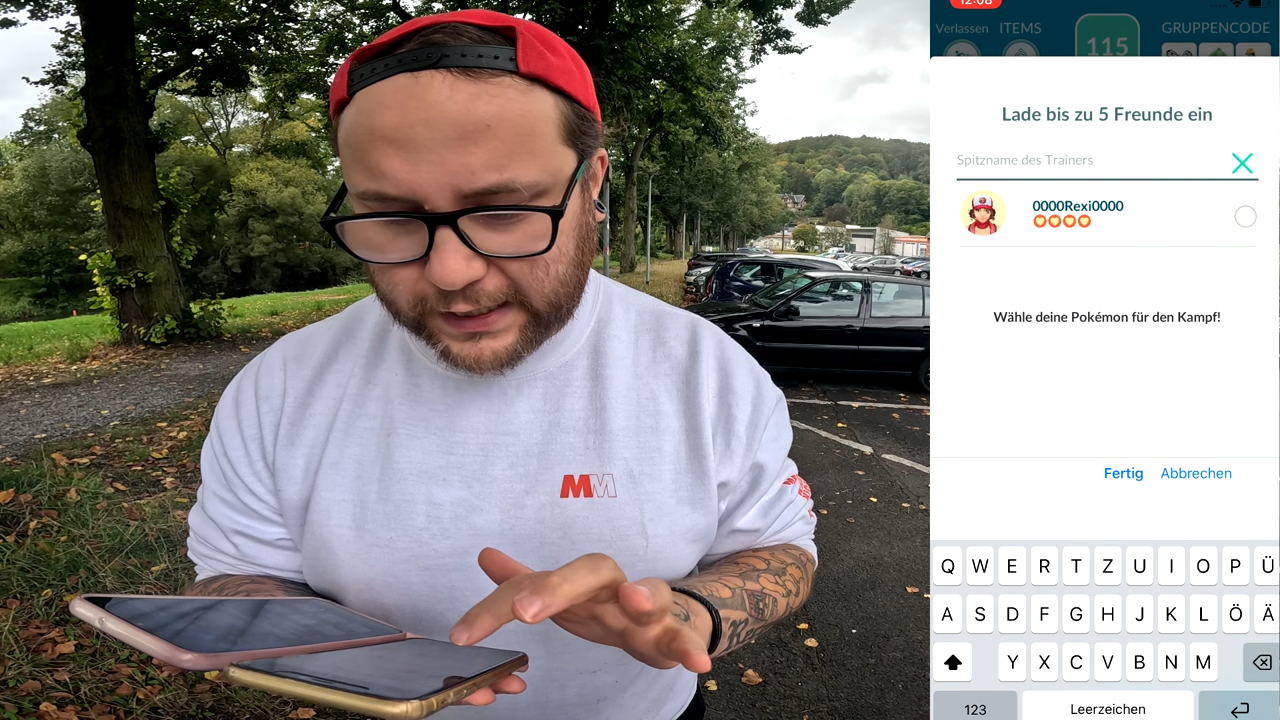 MM
12:08
Verlassen ITEMS 115 GRUPPENCODE
Lade bis zu 5 Freunde ein
Spitzname des Trainers
0000Rexi0000
Wähle deine Pokémon für den Kampf!
Fertig Abbrechen
Q W E R T Z U I O P Ü
A S D F G H J K L Ö Ä
Y X C V B N M
123 Leerzeichen